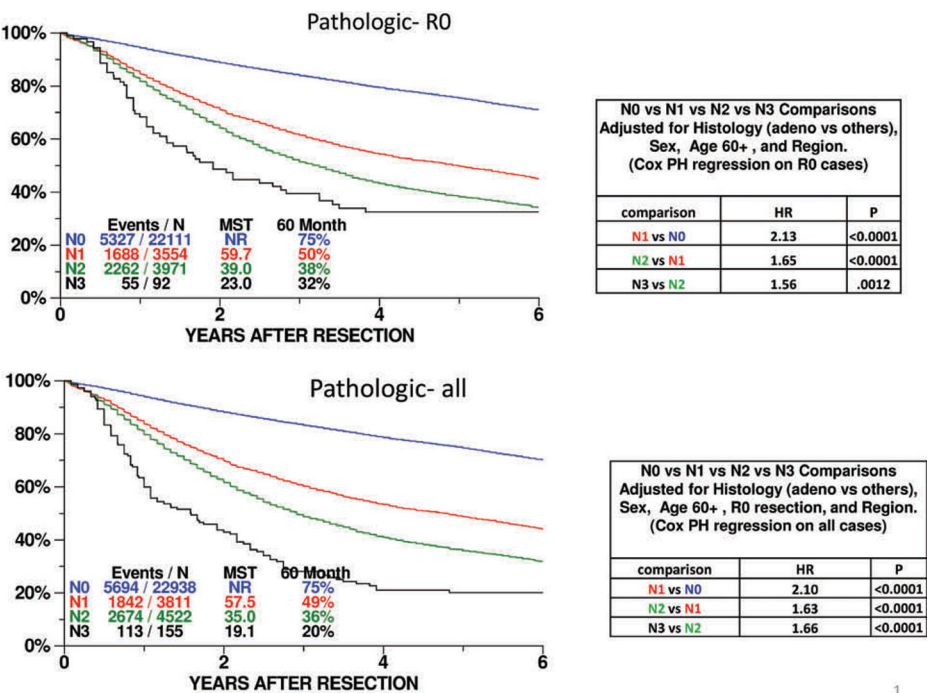 Pathologic- R0
100%
80%
60%
40%
20%
0%
Events / N MST 60 Month
N0 5327 / 22111 NR 75%
N1 1688 / 3554 59.7 50%
N2 2262 / 3971 39.0 38%
N3 55 / 92 23.0 32%
0 2 4 6
YEARS AFTER RESECTION
N0 vs N1 vs N2 vs N3 Comparisons
Adjusted for Histology (adeno vs others),
Sex, Age 60+ , and Region.
(Cox PH regression on R0 cases)
comparison HR P
N1 vs N0 2.13 <0.0001
N2 vs N1 1.65 <0.0001
N3 vs N2 1.56 .0012
Pathologic- all
100%
80%
60%
40%
20%
0%
Events / N MST 60 Month
N0 5694 / 22938 NR 75%
N1 1842 / 3811 57.5 49%
N2 2674 / 4522 35.0 36%
N3 113 / 155 19.1 20%
0 2 4 6
YEARS AFTER RESECTION
N0 vs N1 vs N2 vs N3 Comparisons
Adjusted for Histology (adeno vs others),
Sex, Age 60+ , R0 resection, and Region.
(Cox PH regression on all cases)
comparison HR P
N1 vs N0 2.10 <0.0001
N2 vs N1 1.63 <0.0001
N3 vs N2 1.66 <0.0001
1